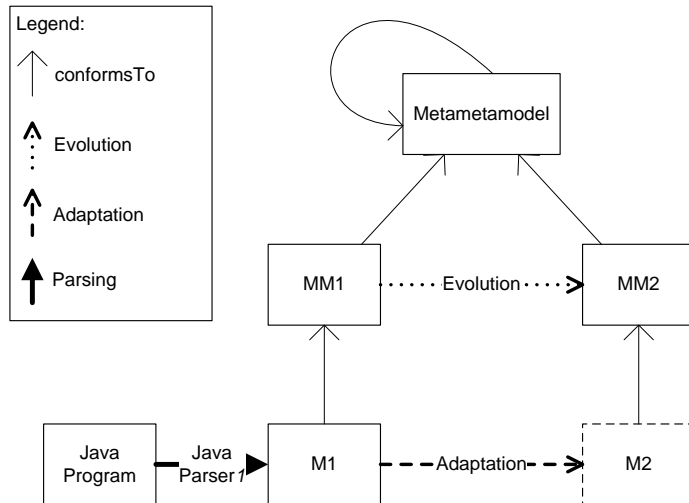 Legend:
conformsTo
Evolution
Adaptation
Parsing
Metametamodel
MM1
Evolution
MM2
Java
Program
Java
Parser1
M1
Adaptation
M2